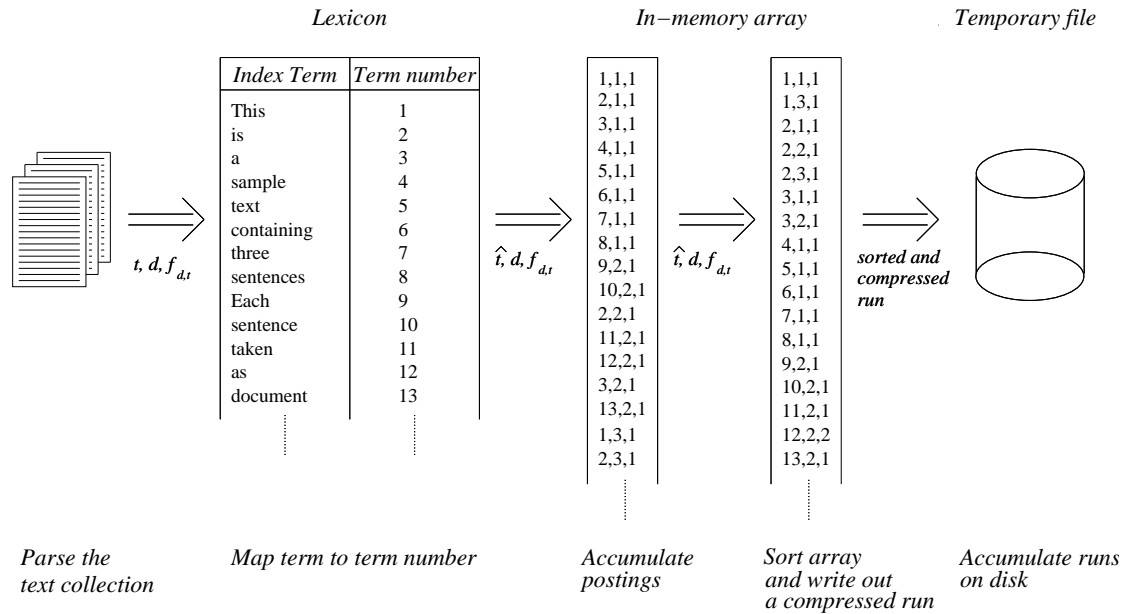 Lexicon
In-memory array
Temporary file
Index Term Term number
This 1
is 2
a 3
sample 4
text 5
containing 6
three 7
sentences 8
Each 9
sentence 10
taken 11
as 12
document 13
t, d, f_{d,t}
t̂, d, f_{d,t}
1,1,1
2,1,1
3,1,1
4,1,1
5,1,1
6,1,1
7,1,1
8,1,1
9,2,1
10,2,1
2,2,1
11,2,1
12,2,1
3,2,1
13,2,1
1,3,1
2,3,1
t̂, d, f_{d,t}
1,1,1
1,3,1
2,1,1
2,2,1
2,3,1
3,1,1
3,2,1
4,1,1
5,1,1
6,1,1
7,1,1
8,1,1
9,2,1
10,2,1
11,2,1
12,2,2
13,2,1
sorted and
compressed
run
Parse the
text collection
Map term to term number
Accumulate
postings
Sort array
and write out
a compressed run
Accumulate runs
on disk